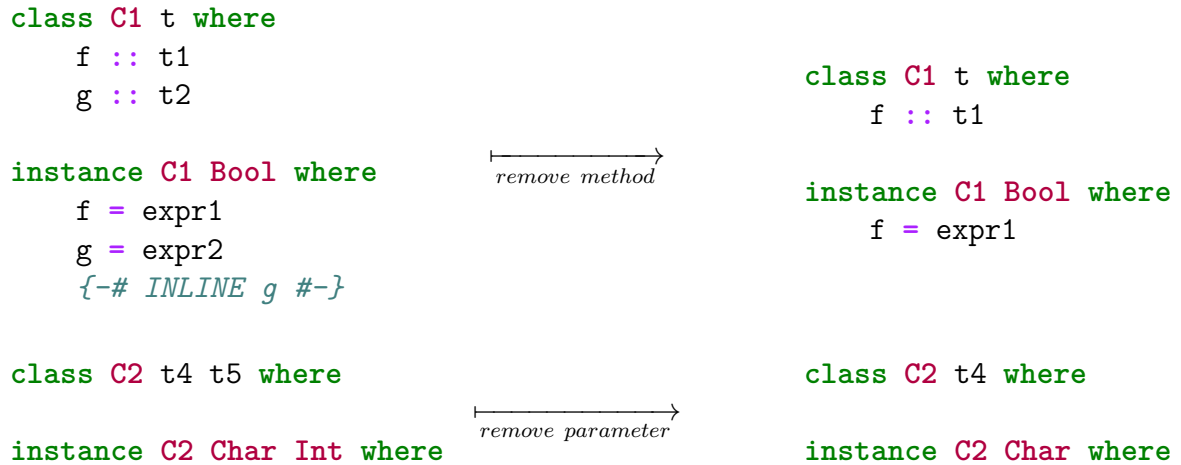 class C1 t where
    f :: t1
    g :: t2
instance C1 Bool where
    f = expr1
    g = expr2
    {-# INLINE g #-}
remove method
class C1 t where
    f :: t1
instance C1 Bool where
    f = expr1
class C2 t4 t5 where
instance C2 Char Int where
remove parameter
class C2 t4 where
instance C2 Char where